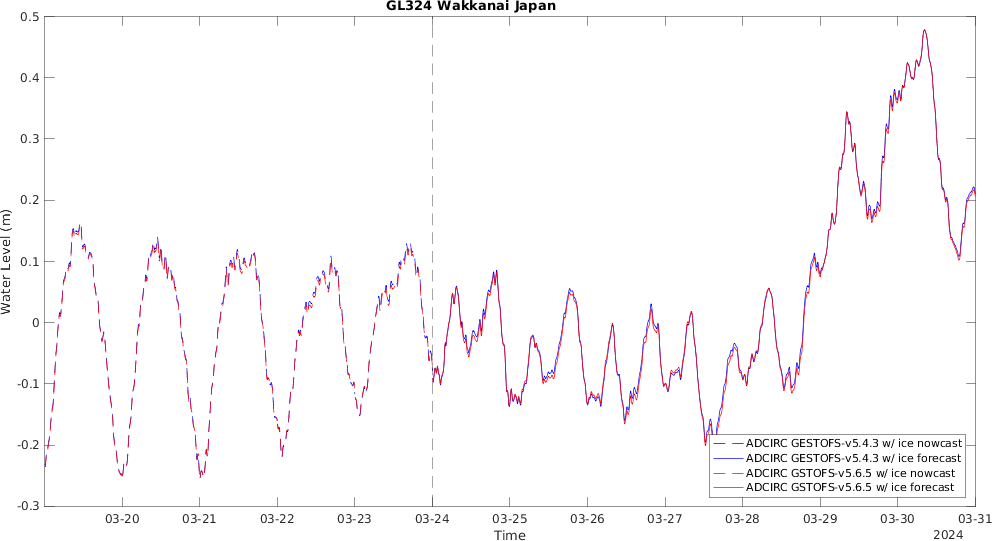 GL324 Wakkanai Japan
Water Level (m)
0.5
0.4
0.3
0.2
0.1
0
-0.1
-0.2
-0.3
ADCIRC GESTOFS-v5.4.3 w/ ice nowcast
ADCIRC GESTOFS-v5.4.3 w/ ice forecast
ADCIRC GSTOFS-v5.6.5 w/ ice nowcast
ADCIRC GSTOFS-v5.6.5 w/ ice forecast
03-20 03-21 03-22 03-23 03-24 03-25 03-26 03-27 03-28 03-29 03-30 03-31
Time
2024